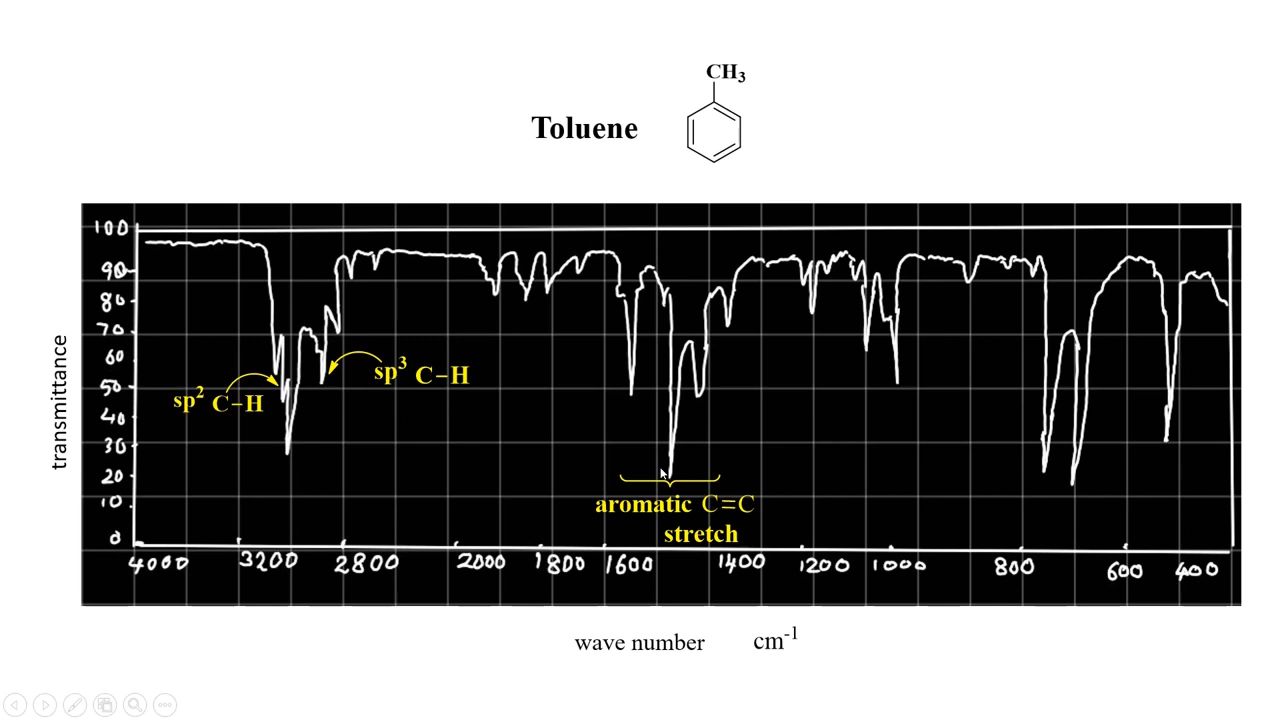 CH3
Toluene
100
90
80
70
60
50
40
30
20
10
0
transmittance
sp2 C-H
sp3 C-H
aromatic C=C
stretch
4000 3200 2800 2000 1800 1600 1400 1200 1000 800 600 400
wave number cm-1